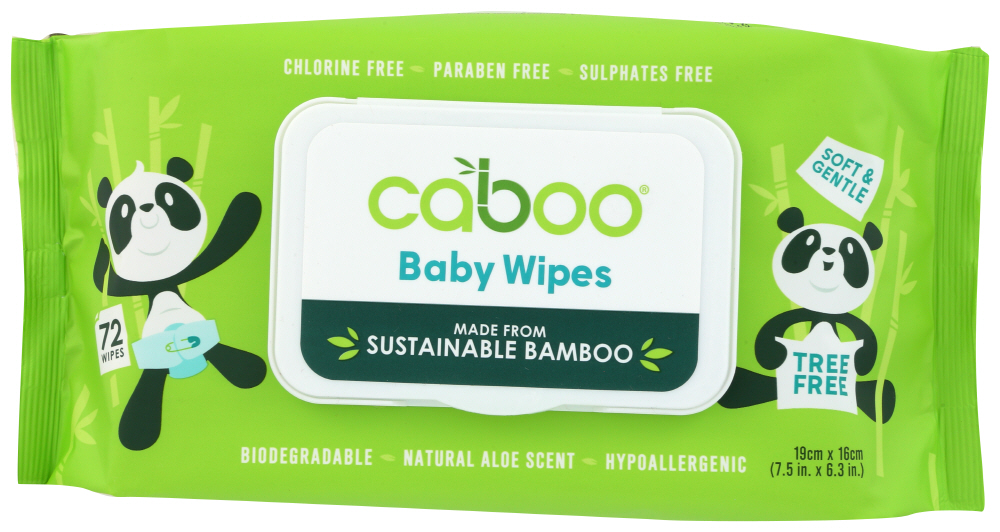 CHLORINE FREE PARABEN FREE SULPHATES FREE
SOFT &
GENTLE
caboo®
Baby Wipes
MADE FROM
SUSTAINABLE BAMBOO
72
WIPES
TREE
FREE
BIODEGRADABLE NATURAL ALOE SCENT HYPOALLERGENIC
19cm x 16cm
(7.5 in. x 6.3 in.)